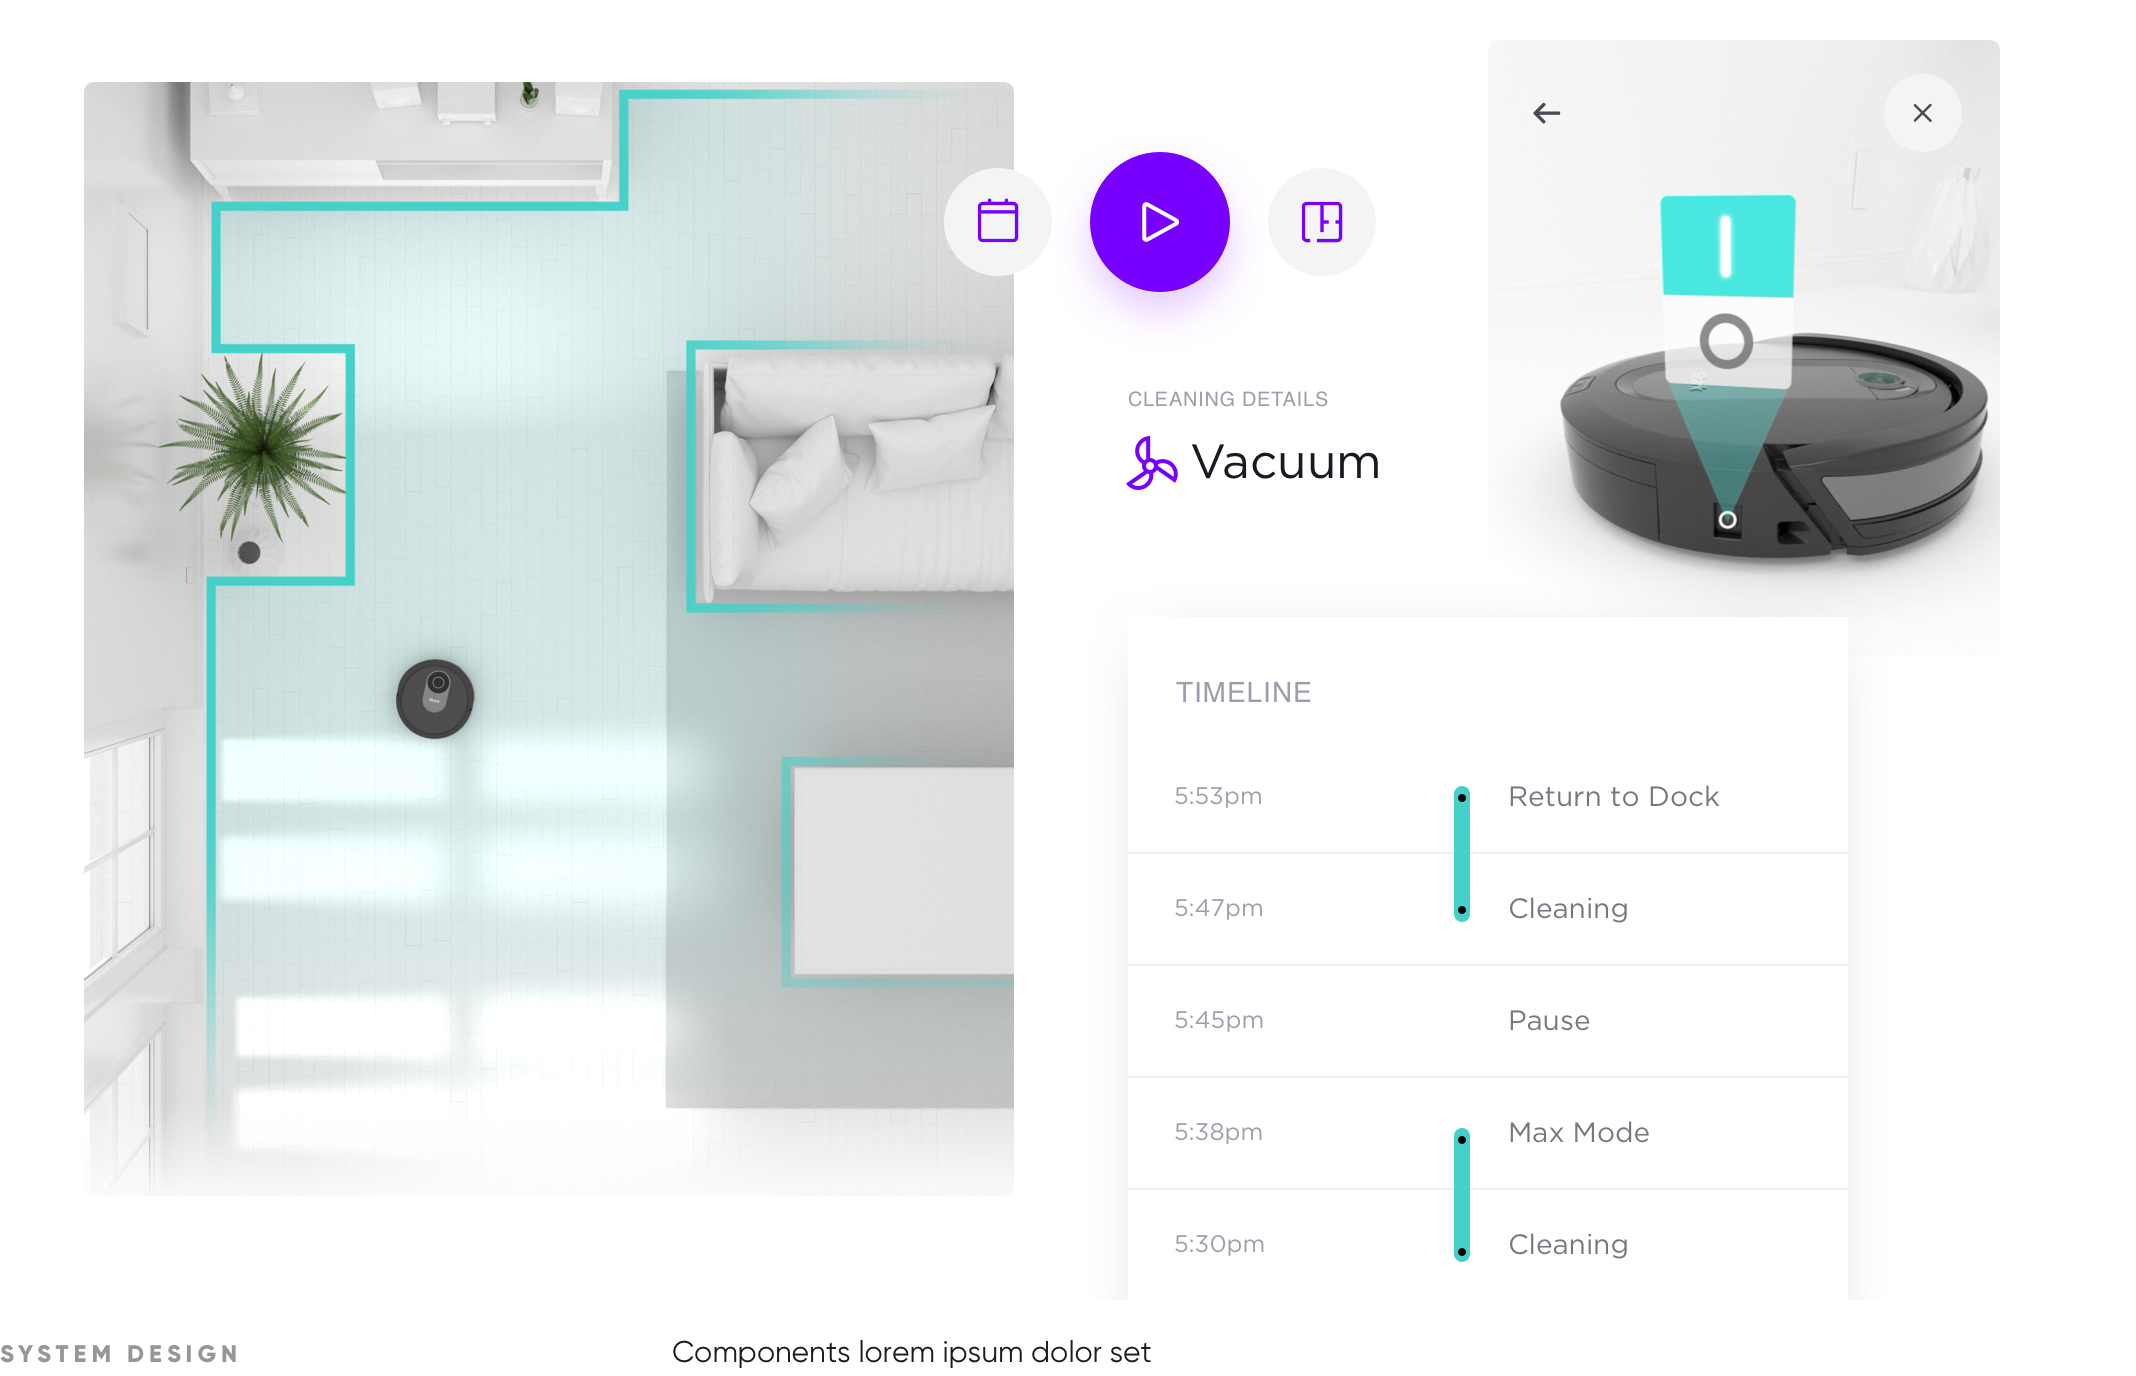 CLEANING DETAILS
Vacuum
TIMELINE
5:53pm Return to Dock
5:47pm Cleaning
5:45pm Pause
5:38pm Max Mode
5:30pm Cleaning
SYSTEM DESIGN
Components lorem ipsum dolor set